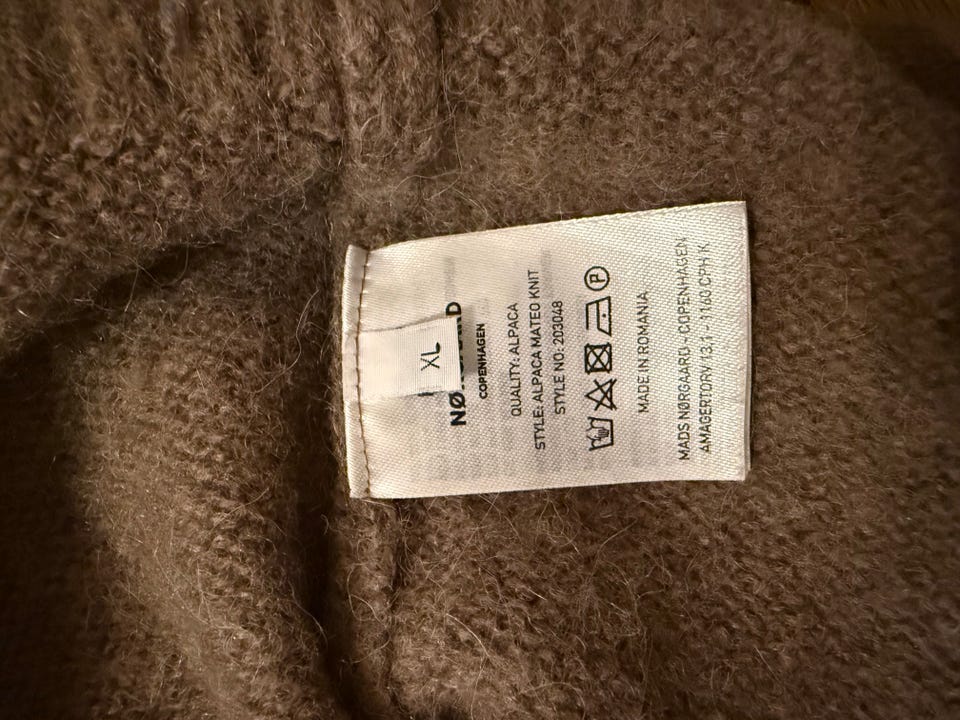 XL
COPENHAGEN
QUALITY: ALPACA
STYLE: ALPACA MATEO KNIT
STYLE NO: 203048
P
MADE IN ROMANIA
MADS NØRGAARD - COPENHAGEN
AMAGERTORV 13,1 - 1160 CPH K